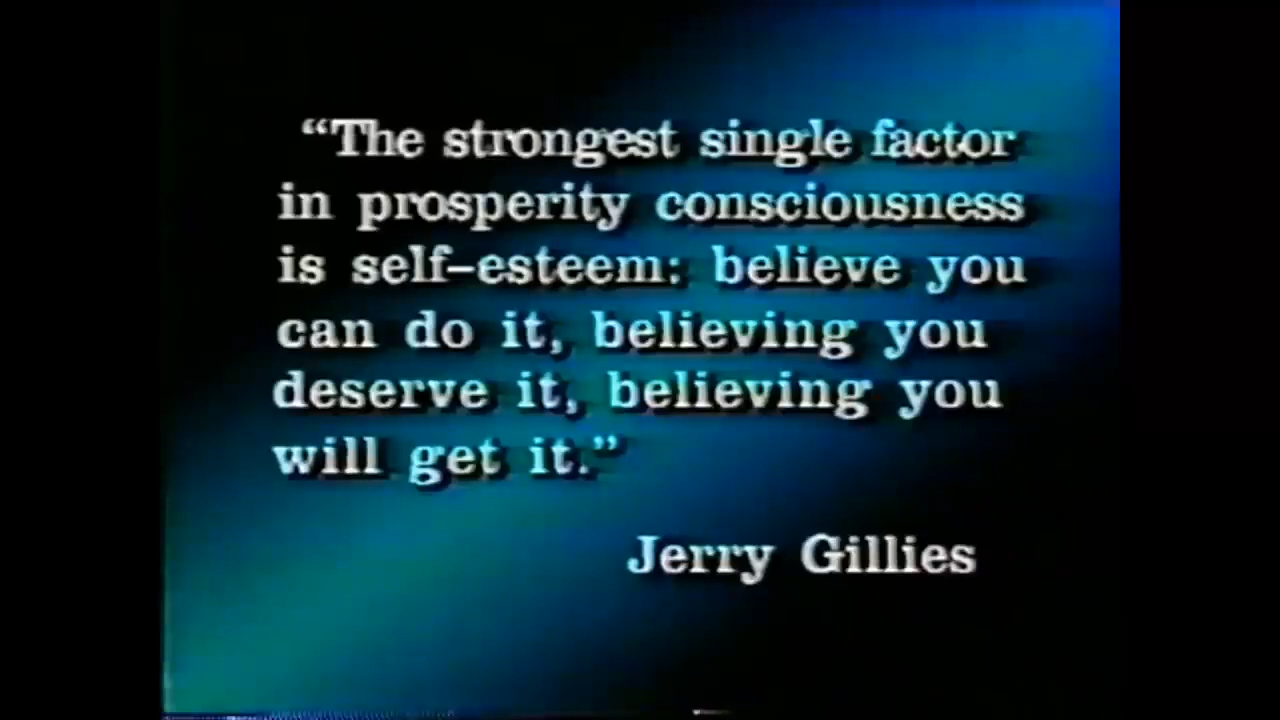 “The strongest single factor
in prosperity consciousness
is self-esteem: believe you
can do it, believing you
deserve it, believing you
will get it.”
Jerry Gillies